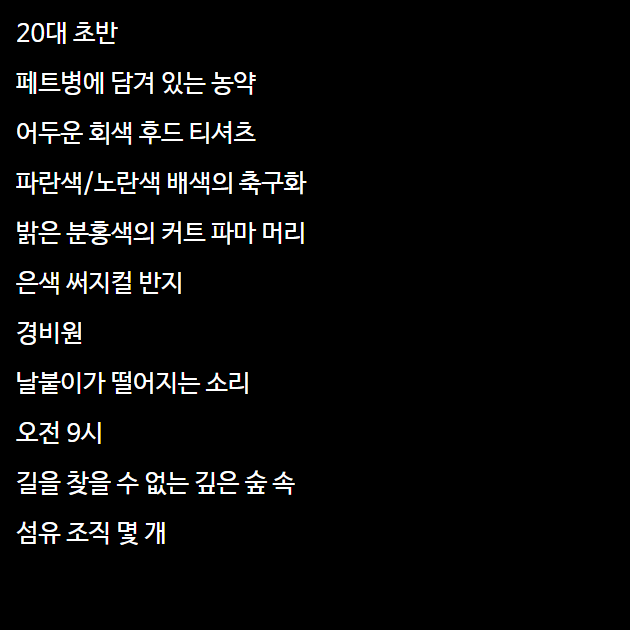 20대 초반
페트병에 담겨 있는 농약
어두운 회색 후드 티셔츠
파란색/노란색 배색의 축구화
밝은 분홍색의 커트 파마 머리
은색 써지컬 반지
경비원
날붙이가 떨어지는 소리
오전 9시
길을 찾을 수 없는 깊은 숲 속
섬유 조직 몇 개